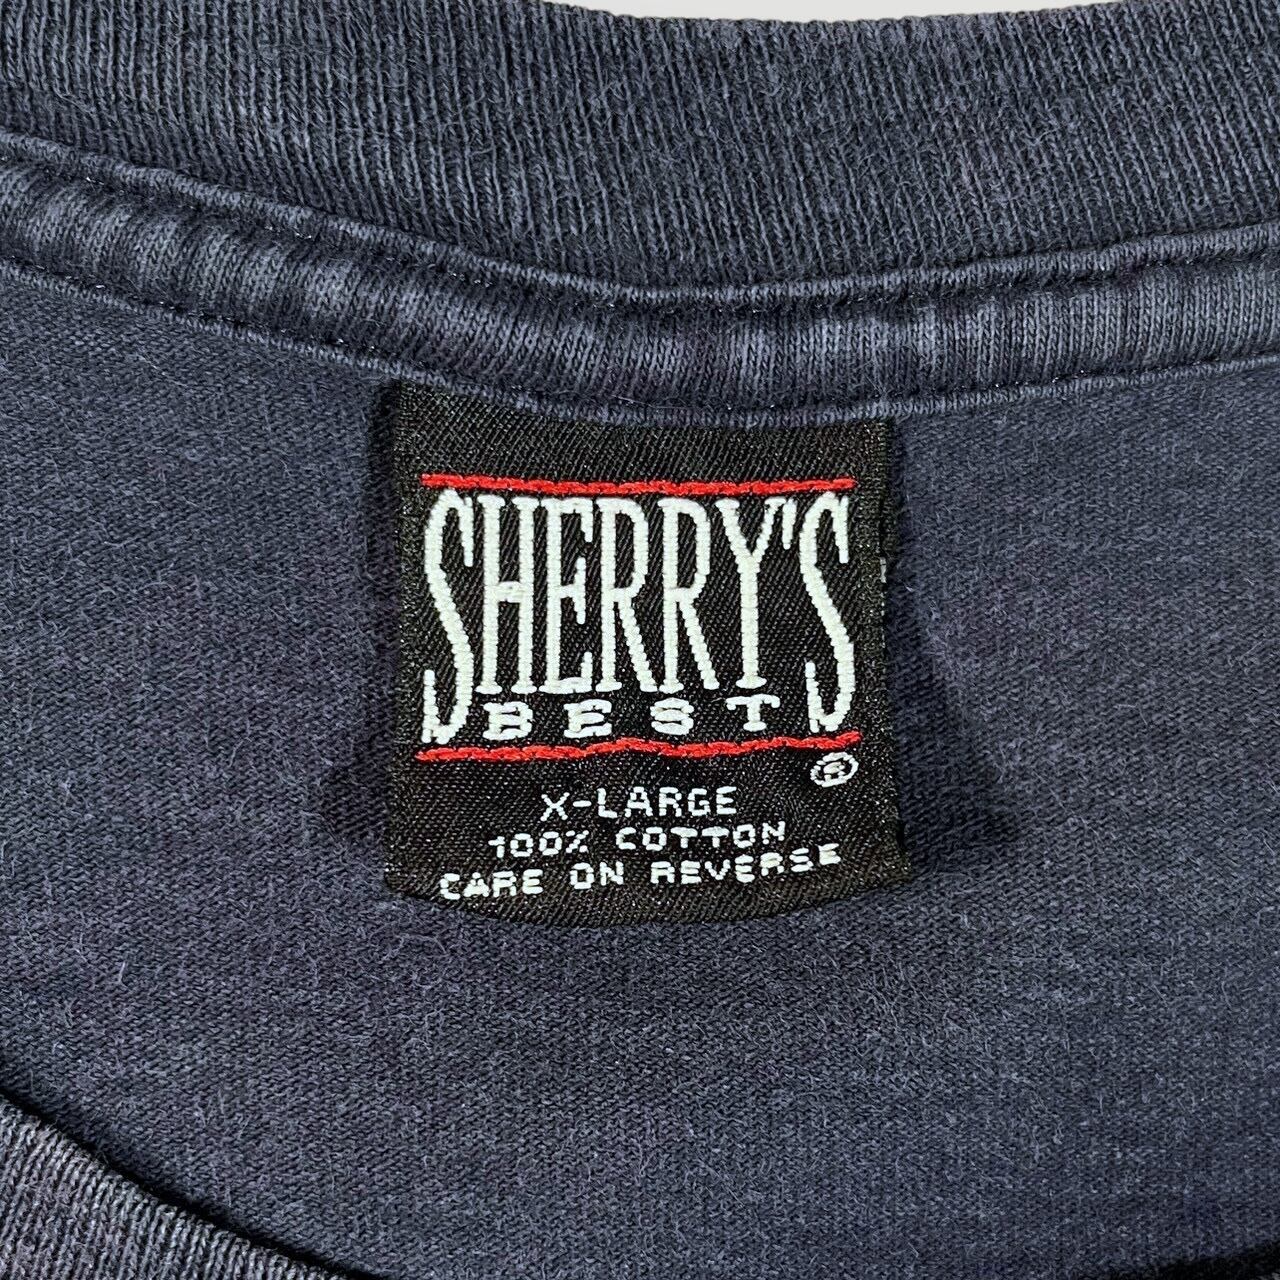 SHERRY'S
BEST
®
X-LARGE
100% COTTON
CARE ON REVERSE